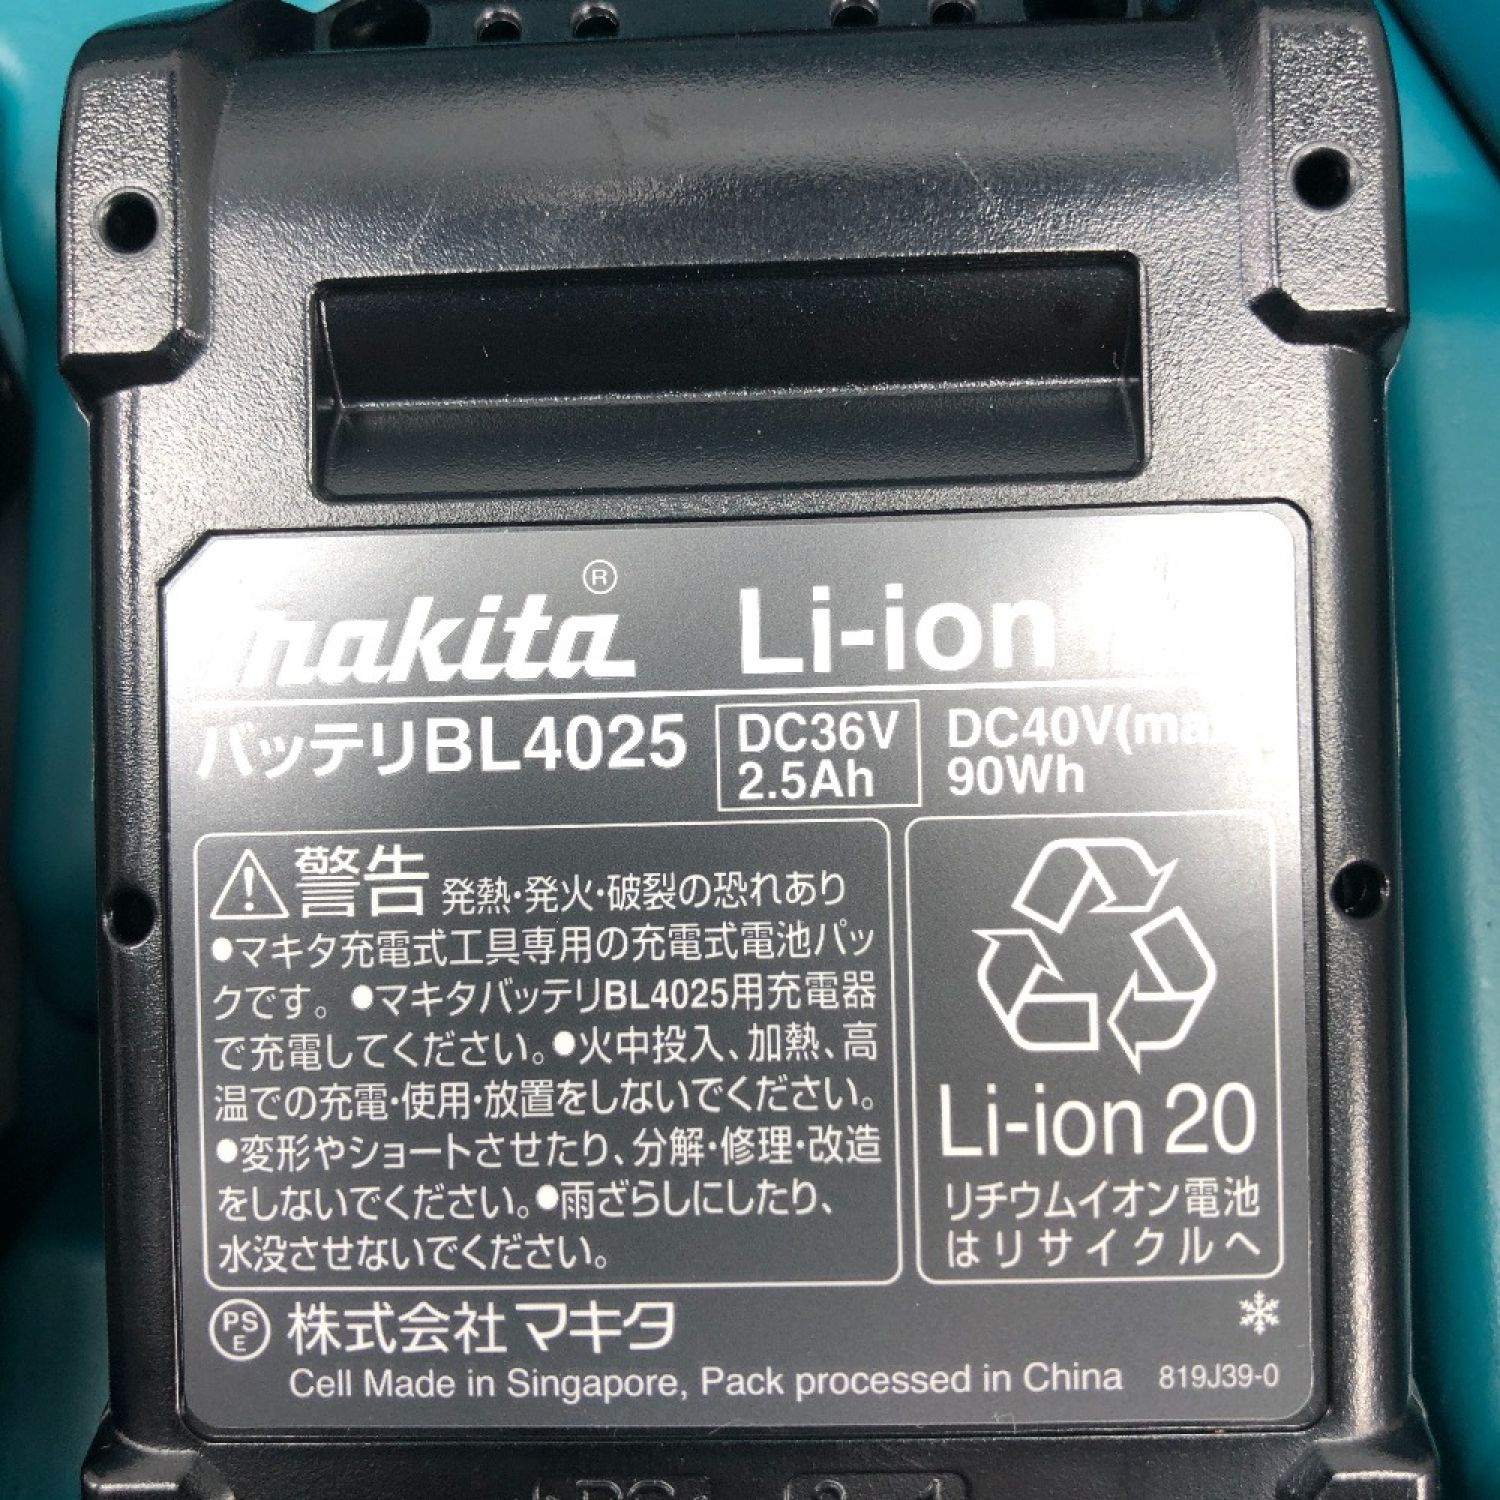 makita®
Li-ion
バッテリBL4025
DC36V
2.5Ah
DC40V(max
90Wh
警告 発熱・発火・破裂の恐れあり
●マキタ充電式工具専用の充電式電池パッ
クです。●マキタバッテリBL4025用充電器
で充電してください。●火中投入、加熱、高
温での充電・使用・放置をしないでください。
●変形やショートさせたり、分解・修理・改造
をしないでください。●雨ざらしにしたり、
水没させないでください。
Li-ion 20
リチウムイオン電池
はリサイクルへ
PS
E
株式会社マキタ
Cell Made in Singapore, Pack processed in China
819J39-0